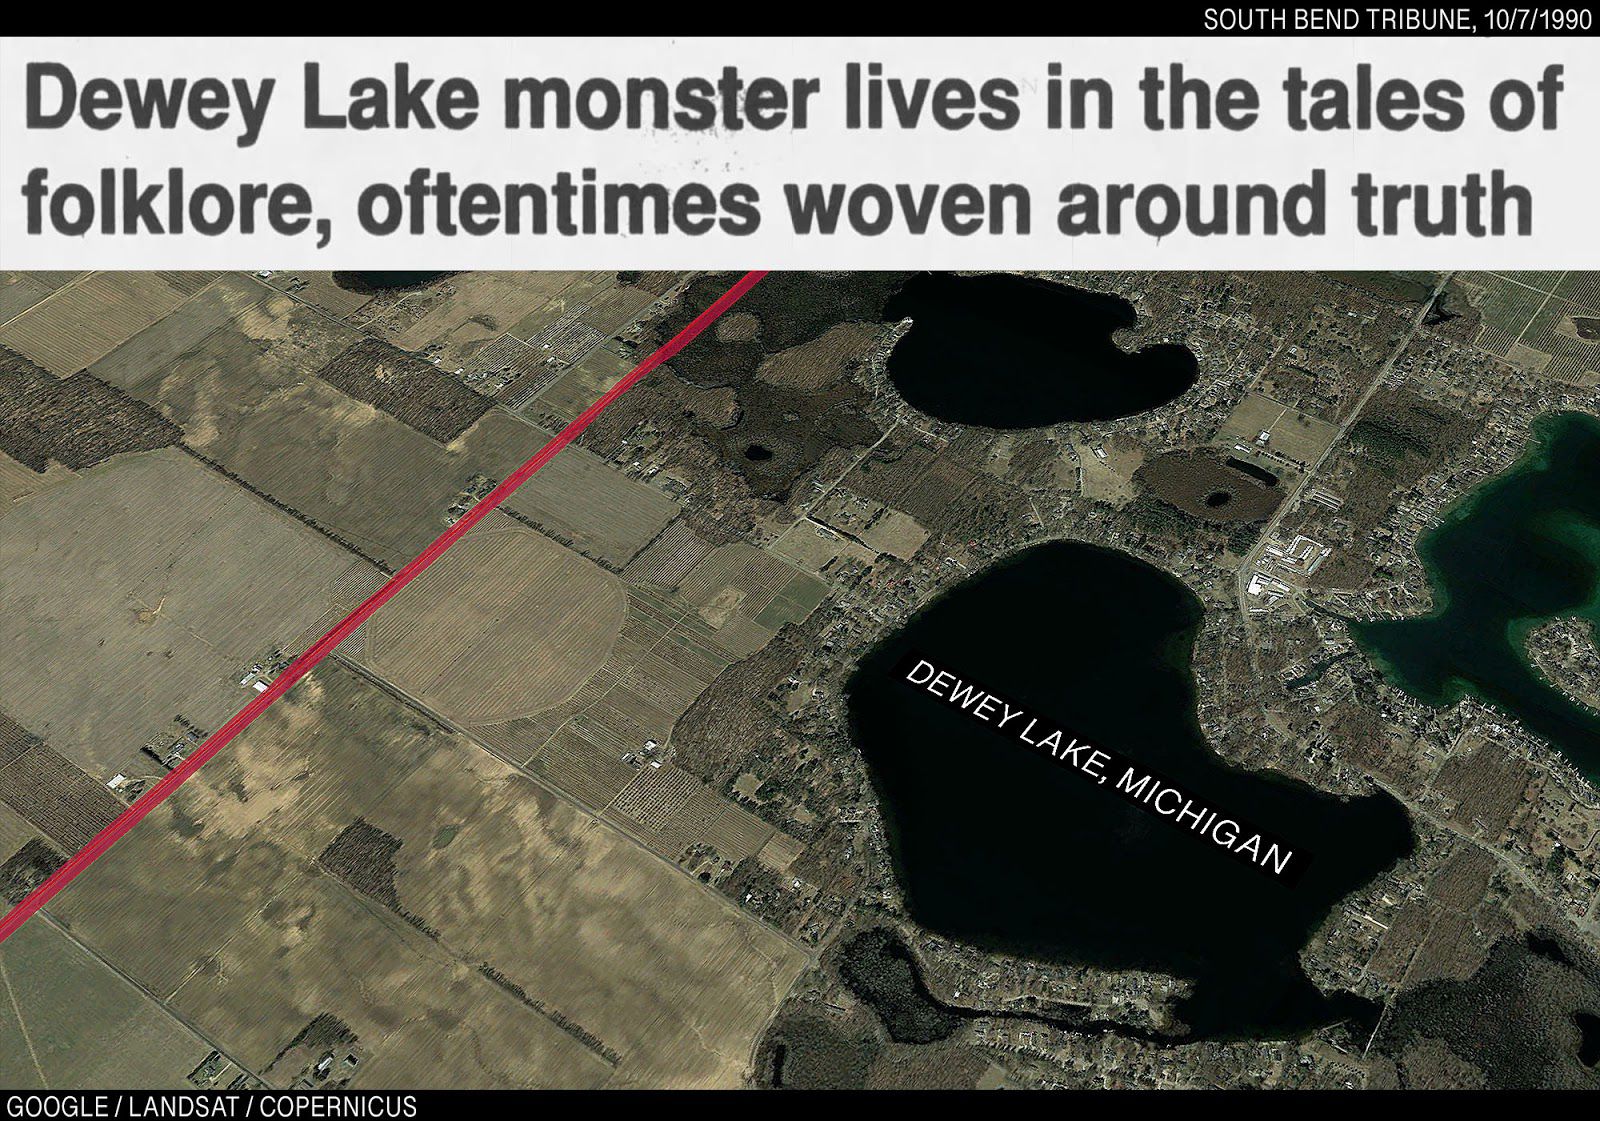 SOUTH BEND TRIBUNE, 10/7/1990
Dewey Lake monster lives in the tales of
folklore, oftentimes woven around truth
DEWEY LAKE, MICHIGAN
GOOGLE / LANDSAT / COPERNICUS